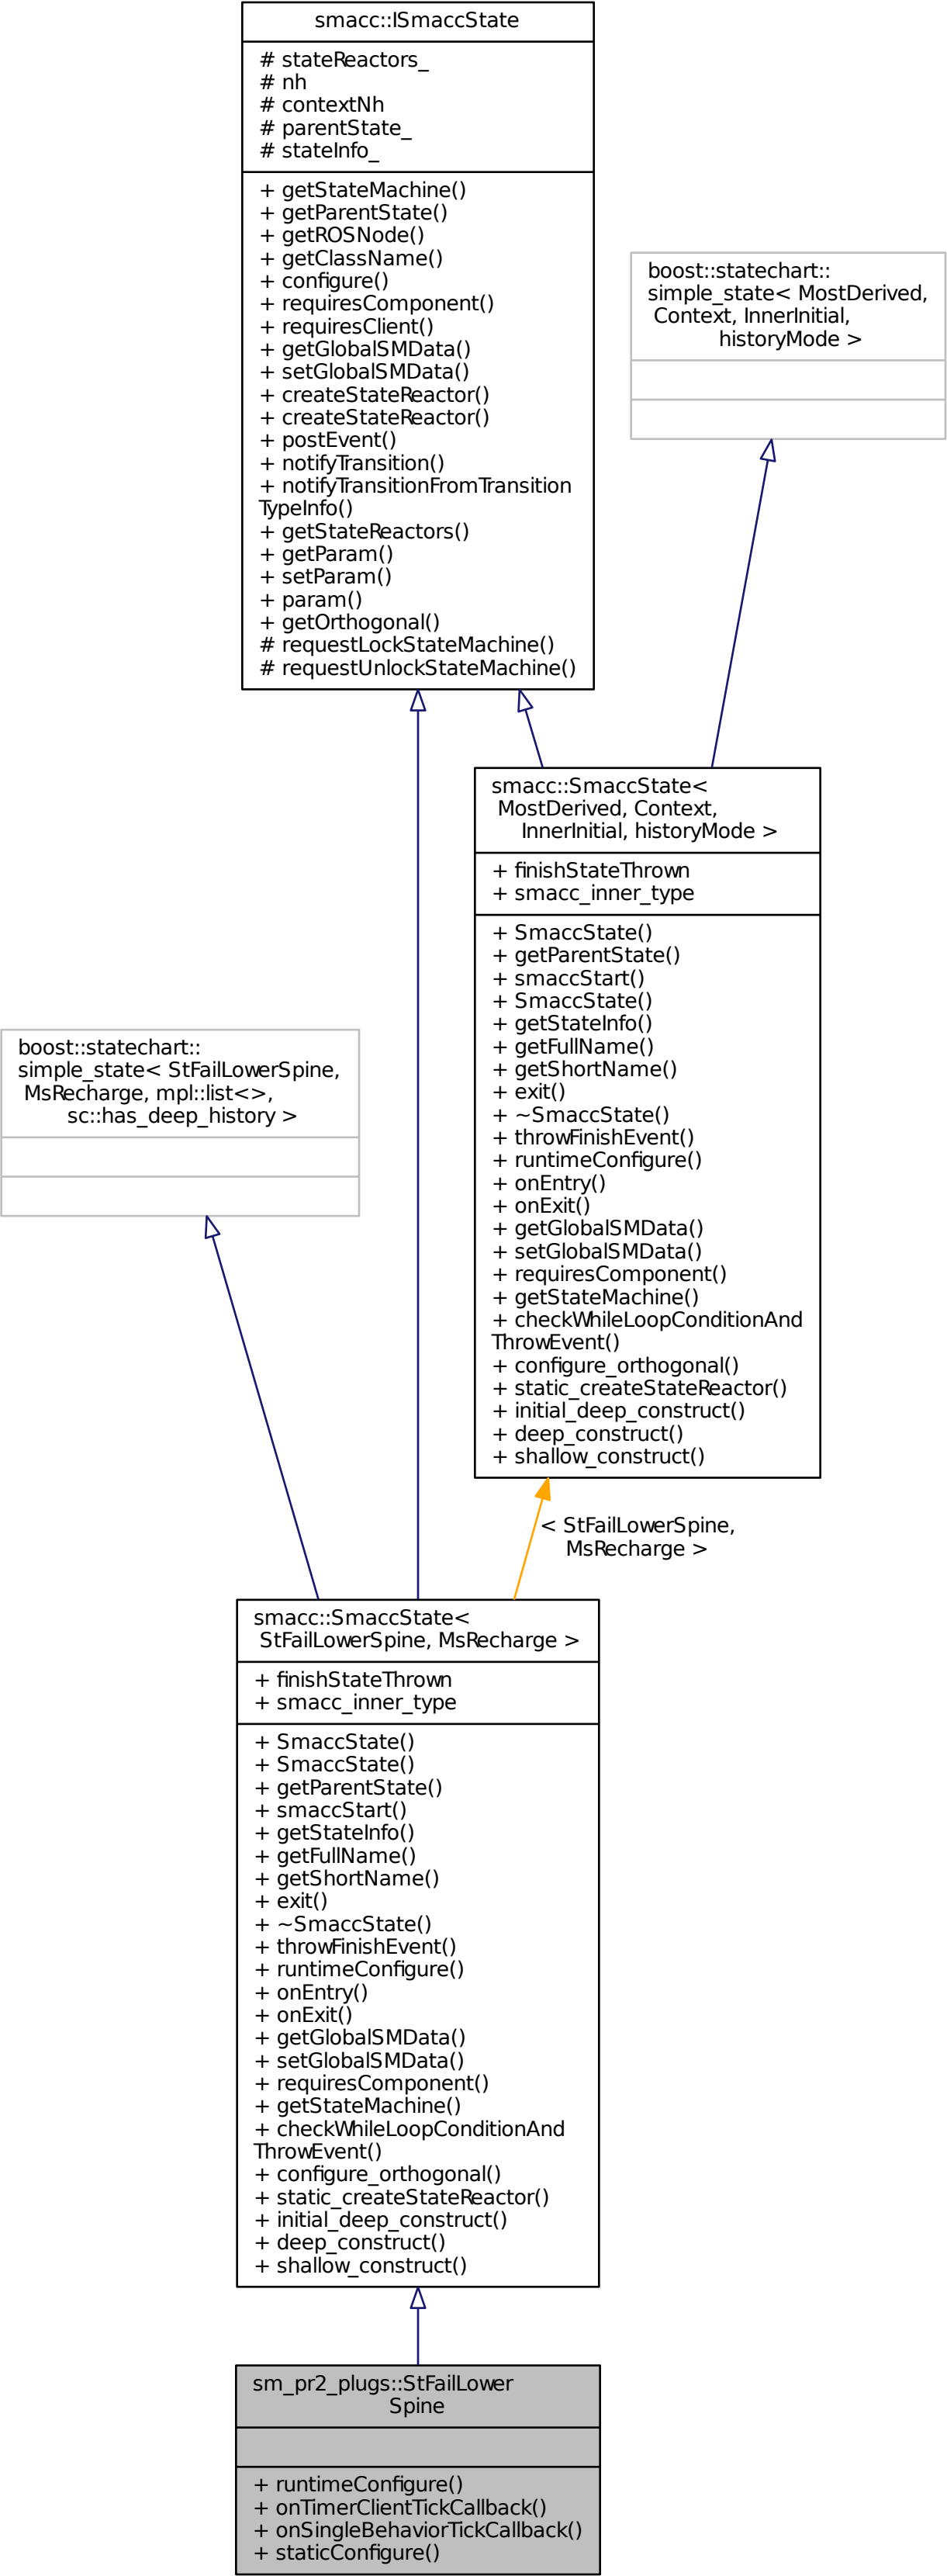 smacc::ISmaccState
# stateReactors_
# nh
# contextNh
# parentState_
# stateInfo_
+ getStateMachine()
+ getParentState()
+ getROSNode()
+ getClassName()
+ configure()
+ requiresComponent()
+ requiresClient()
+ getGlobalSMData()
+ setGlobalSMData()
+ createStateReactor()
+ createStateReactor()
+ postEvent()
+ notifyTransition()
+ notifyTransitionFromTransition
TypeInfo()
+ getStateReactors()
+ getParam()
+ setParam()
+ param()
+ getOrthogonal()
# requestLockStateMachine()
# requestUnlockStateMachine()
boost::statechart::
simple_state< MostDerived,
Context, InnerInitial,
historyMode >
smacc::SmaccState<
MostDerived, Context,
InnerInitial, historyMode >
+ finishStateThrown
+ smacc_inner_type
+ SmaccState()
+ getParentState()
+ smaccStart()
+ SmaccState()
+ getStateInfo()
+ getFullName()
+ getShortName()
+ exit()
+ ~SmaccState()
+ throwFinishEvent()
+ runtimeConfigure()
+ onEntry()
+ onExit()
+ getGlobalSMData()
+ setGlobalSMData()
+ requiresComponent()
+ getStateMachine()
+ checkWhileLoopConditionAnd
ThrowEvent()
+ configure_orthogonal()
+ static_createStateReactor()
+ initial_deep_construct()
+ deep_construct()
+ shallow_construct()
boost::statechart::
simple_state< StFailLowerSpine,
MsRecharge, mpl::list<>,
sc::has_deep_history >
< StFailLowerSpine,
MsRecharge >
smacc::SmaccState<
StFailLowerSpine, MsRecharge >
+ finishStateThrown
+ smacc_inner_type
+ SmaccState()
+ SmaccState()
+ getParentState()
+ smaccStart()
+ getStateInfo()
+ getFullName()
+ getShortName()
+ exit()
+ ~SmaccState()
+ throwFinishEvent()
+ runtimeConfigure()
+ onEntry()
+ onExit()
+ getGlobalSMData()
+ setGlobalSMData()
+ requiresComponent()
+ getStateMachine()
+ checkWhileLoopConditionAnd
ThrowEvent()
+ configure_orthogonal()
+ static_createStateReactor()
+ initial_deep_construct()
+ deep_construct()
+ shallow_construct()
sm_pr2_plugs::StFailLower
Spine
+ runtimeConfigure()
+ onTimerClientTickCallback()
+ onSingleBehaviorTickCallback()
+ staticConfigure()